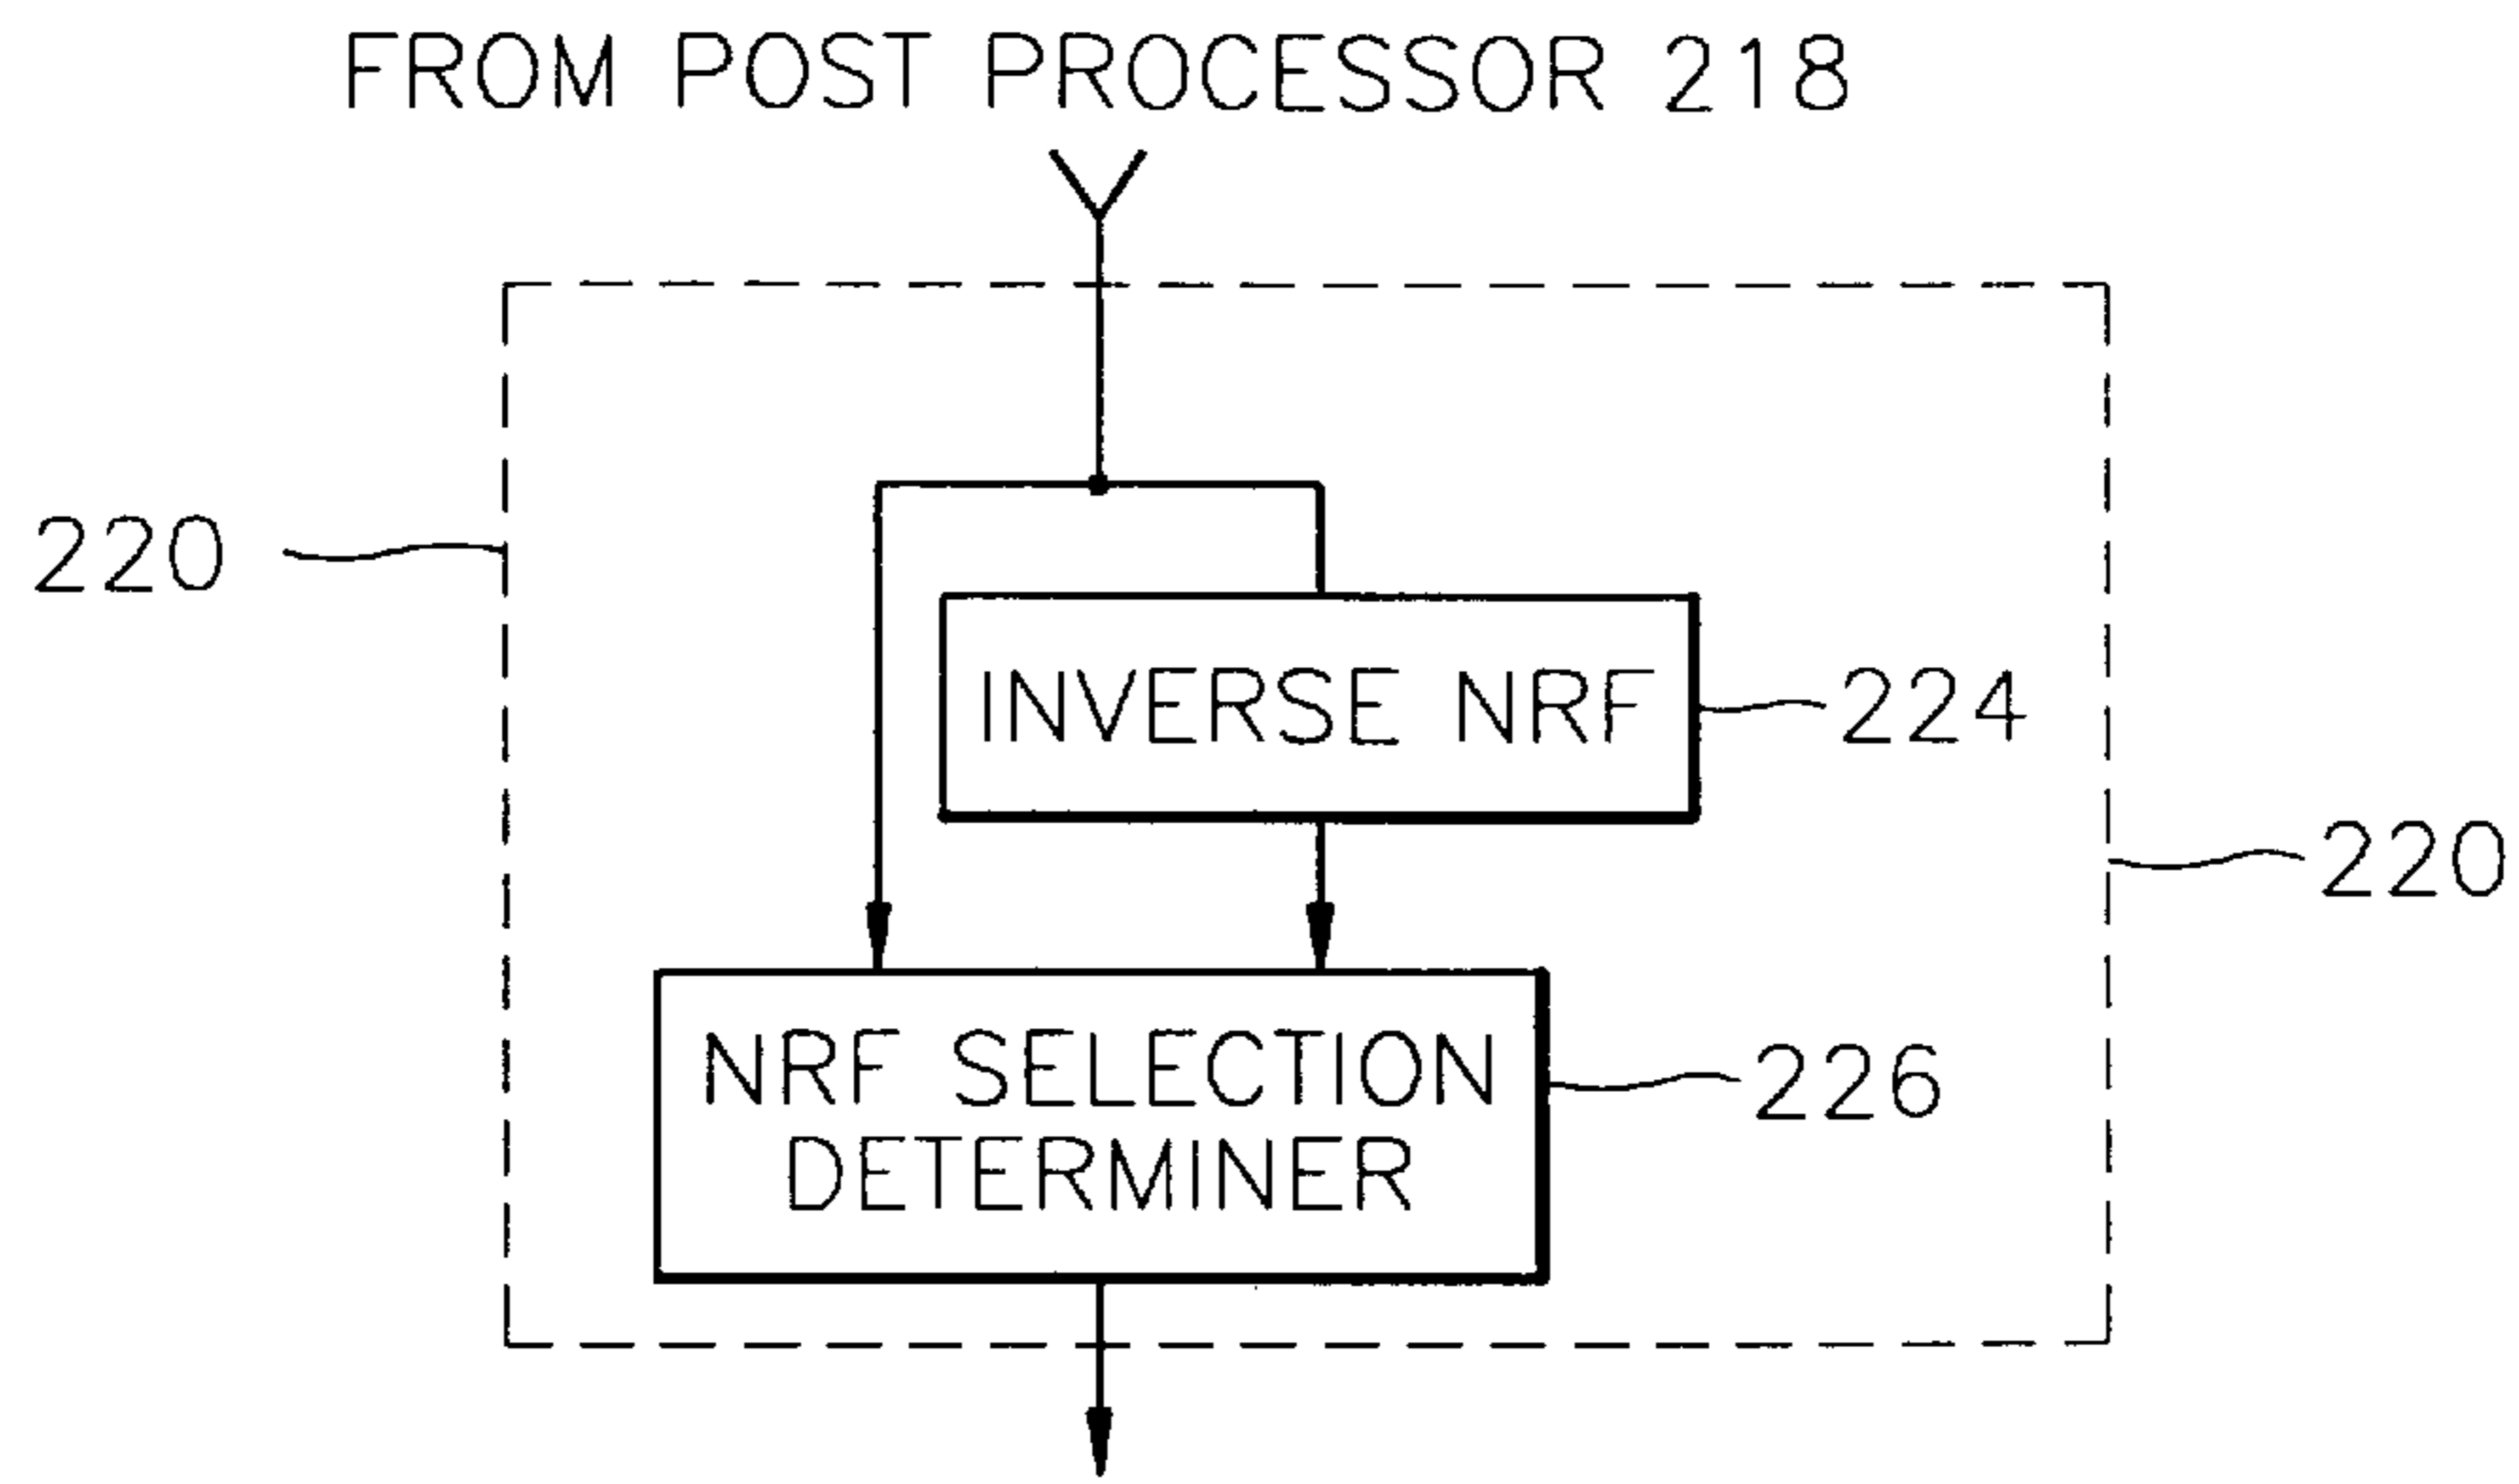 FROM POST PROCESSOR 218
220
INVERSE NRF
224
220
NRF SELECTION
DETERMINER
226